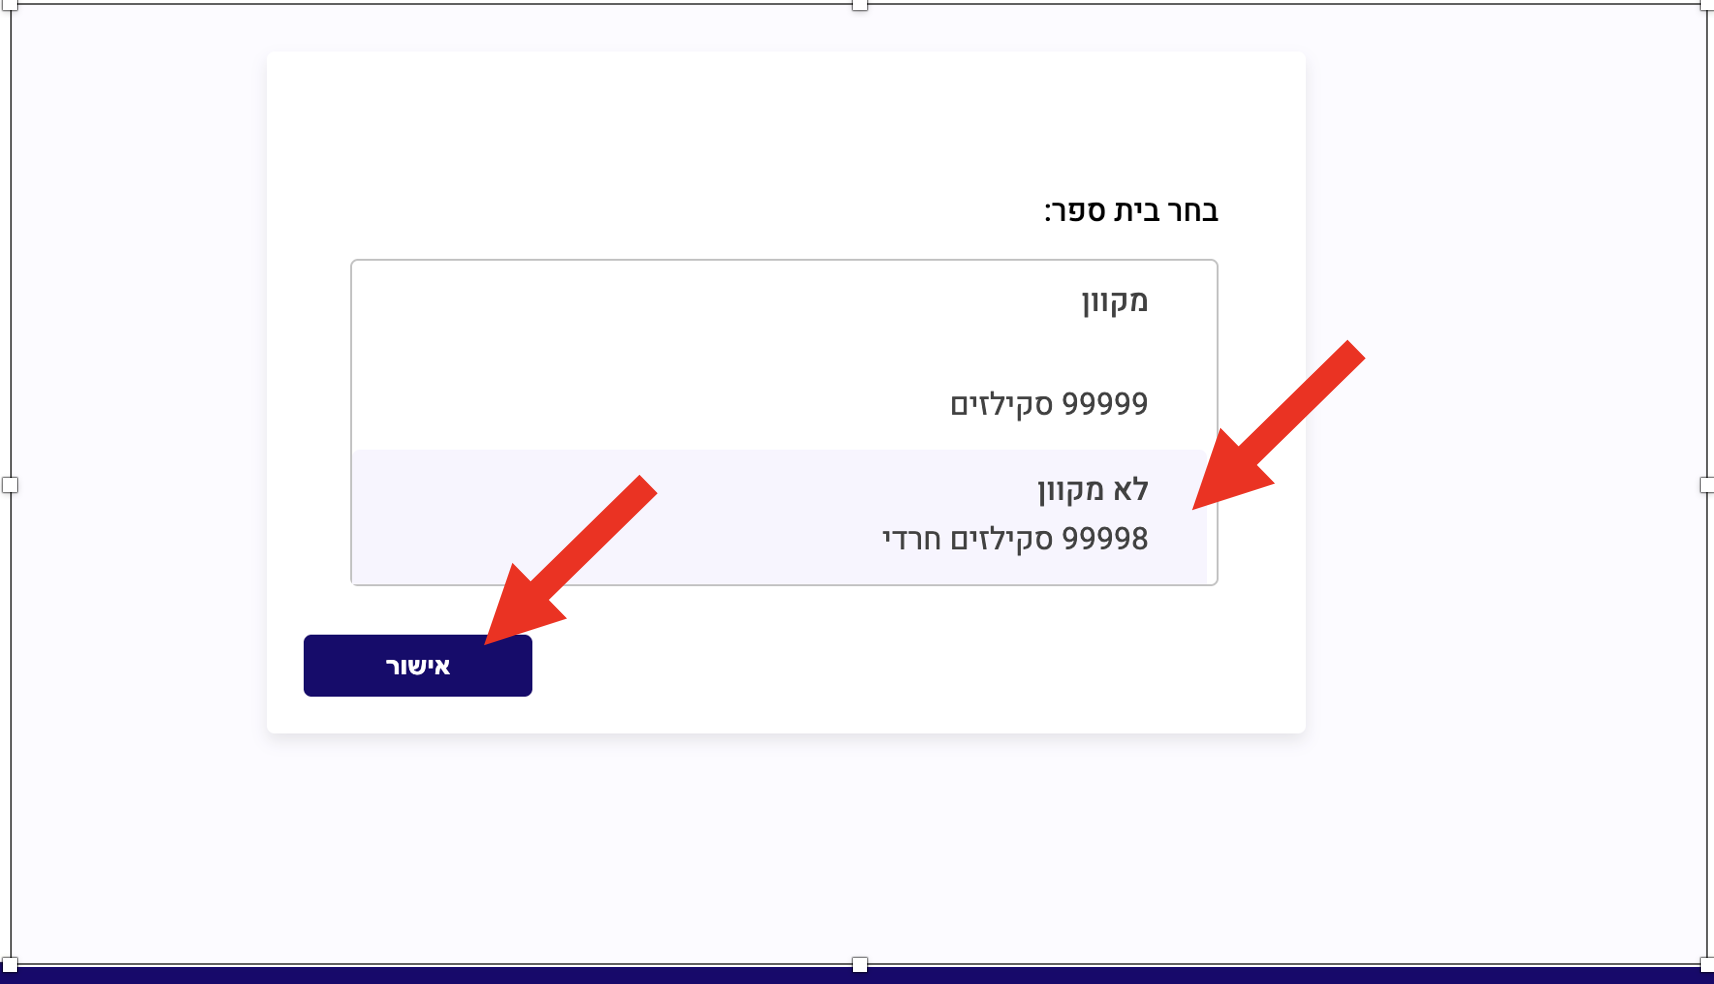 בחר בית ספר:
מקוון
99999 סקילזים
לא מקוון
99998 סקילזים חרדי
אישור